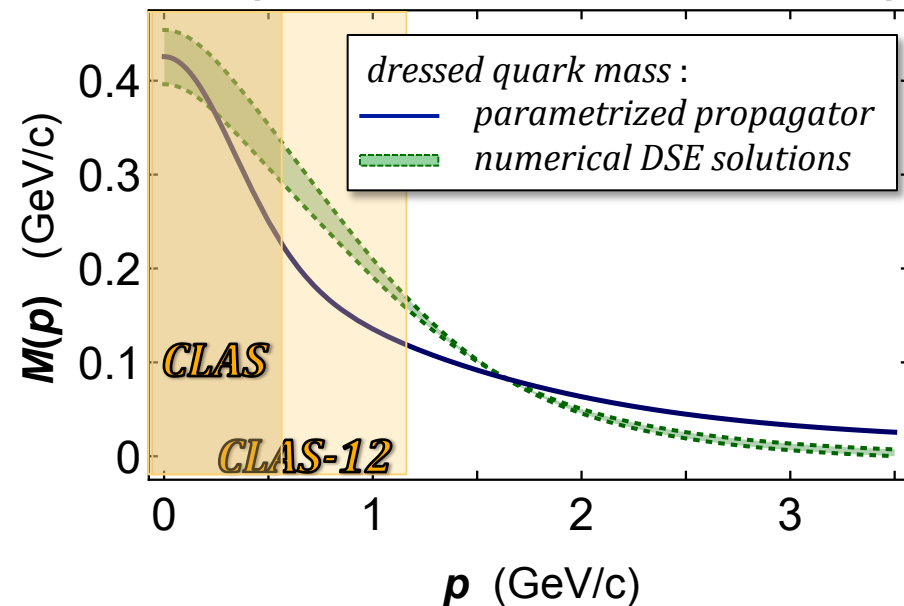 dressed quark mass :
parametrized propagator
numerical DSE solutions
M(p) (GeV/c)
0.4
0.3
0.2
0.1
0
CLAS
CLAS-12
0 1 2 3
p (GeV/c)